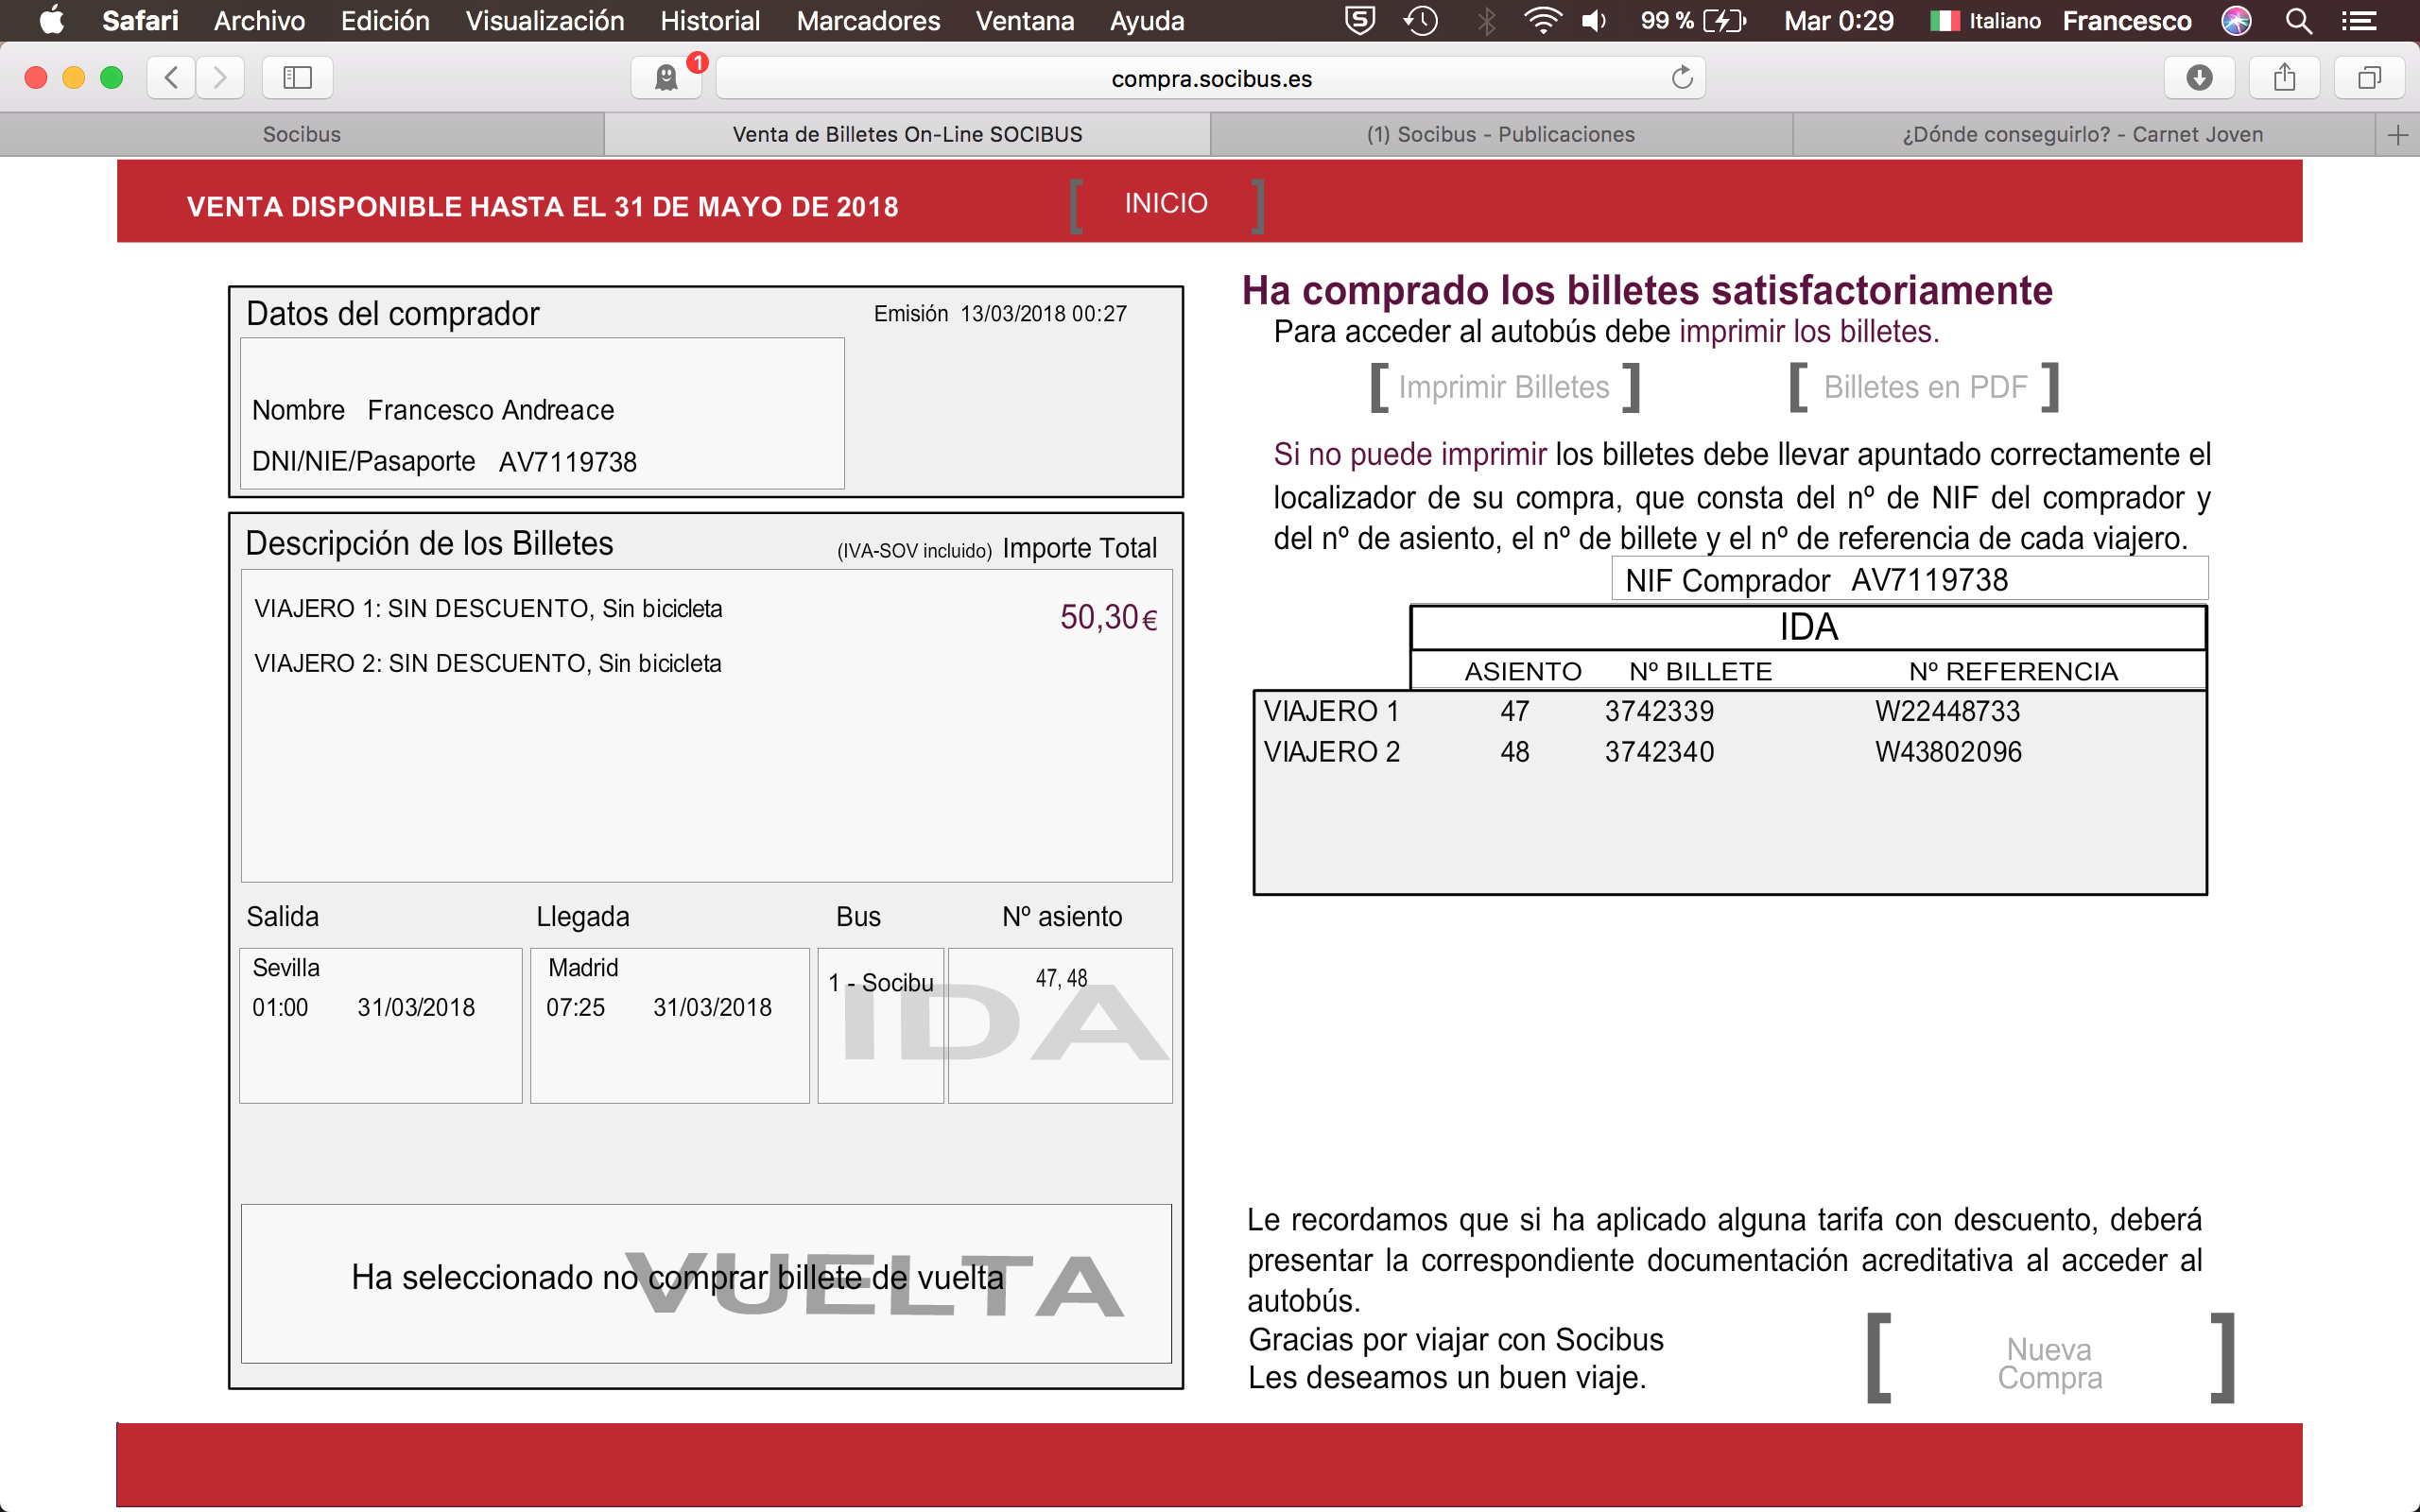 Safari Archivo Edición Visualización Historial Marcadores Ventana Ayuda 99 % Mar 0:29 Italiano Francesco
1
compra.socibus.es
Socibus
Venta de Billetes On-Line SOCIBUS
(1) Socibus - Publicaciones
¿Dónde conseguirlo? - Carnet Joven
VENTA DISPONIBLE HASTA EL 31 DE MAYO DE 2018
[ INICIO ]
Datos del comprador
Emisión 13/03/2018 00:27
Nombre Francesco Andreace
DNI/NIE/Pasaporte AV7119738
Descripción de los Billetes
(IVA-SOV incluido) Importe Total
VIAJERO 1: SIN DESCUENTO, Sin bicicleta
50,30€
VIAJERO 2: SIN DESCUENTO, Sin bicicleta
Salida Llegada Bus Nº asiento
Sevilla
01:00 31/03/2018
Madrid
07:25 31/03/2018
1 - Socibu
47, 48
IDA
Ha seleccionado no comprar billete de vuelta
VUELTA
Ha comprado los billetes satisfactoriamente
Para acceder al autobús debe imprimir los billetes.
[ Imprimir Billetes ] [ Billetes en PDF ]
Si no puede imprimir los billetes debe llevar apuntado correctamente el
localizador de su compra, que consta del nº de NIF del comprador y
del nº de asiento, el nº de billete y el nº de referencia de cada viajero.
NIF Comprador AV7119738
IDA
ASIENTO Nº BILLETE Nº REFERENCIA
VIAJERO 1 47 3742339 W22448733
VIAJERO 2 48 3742340 W43802096
Le recordamos que si ha aplicado alguna tarifa con descuento, deberá
presentar la correspondiente documentación acreditativa al acceder al
autobús.
Gracias por viajar con Socibus
Les deseamos un buen viaje.
[ Nueva
Compra ]